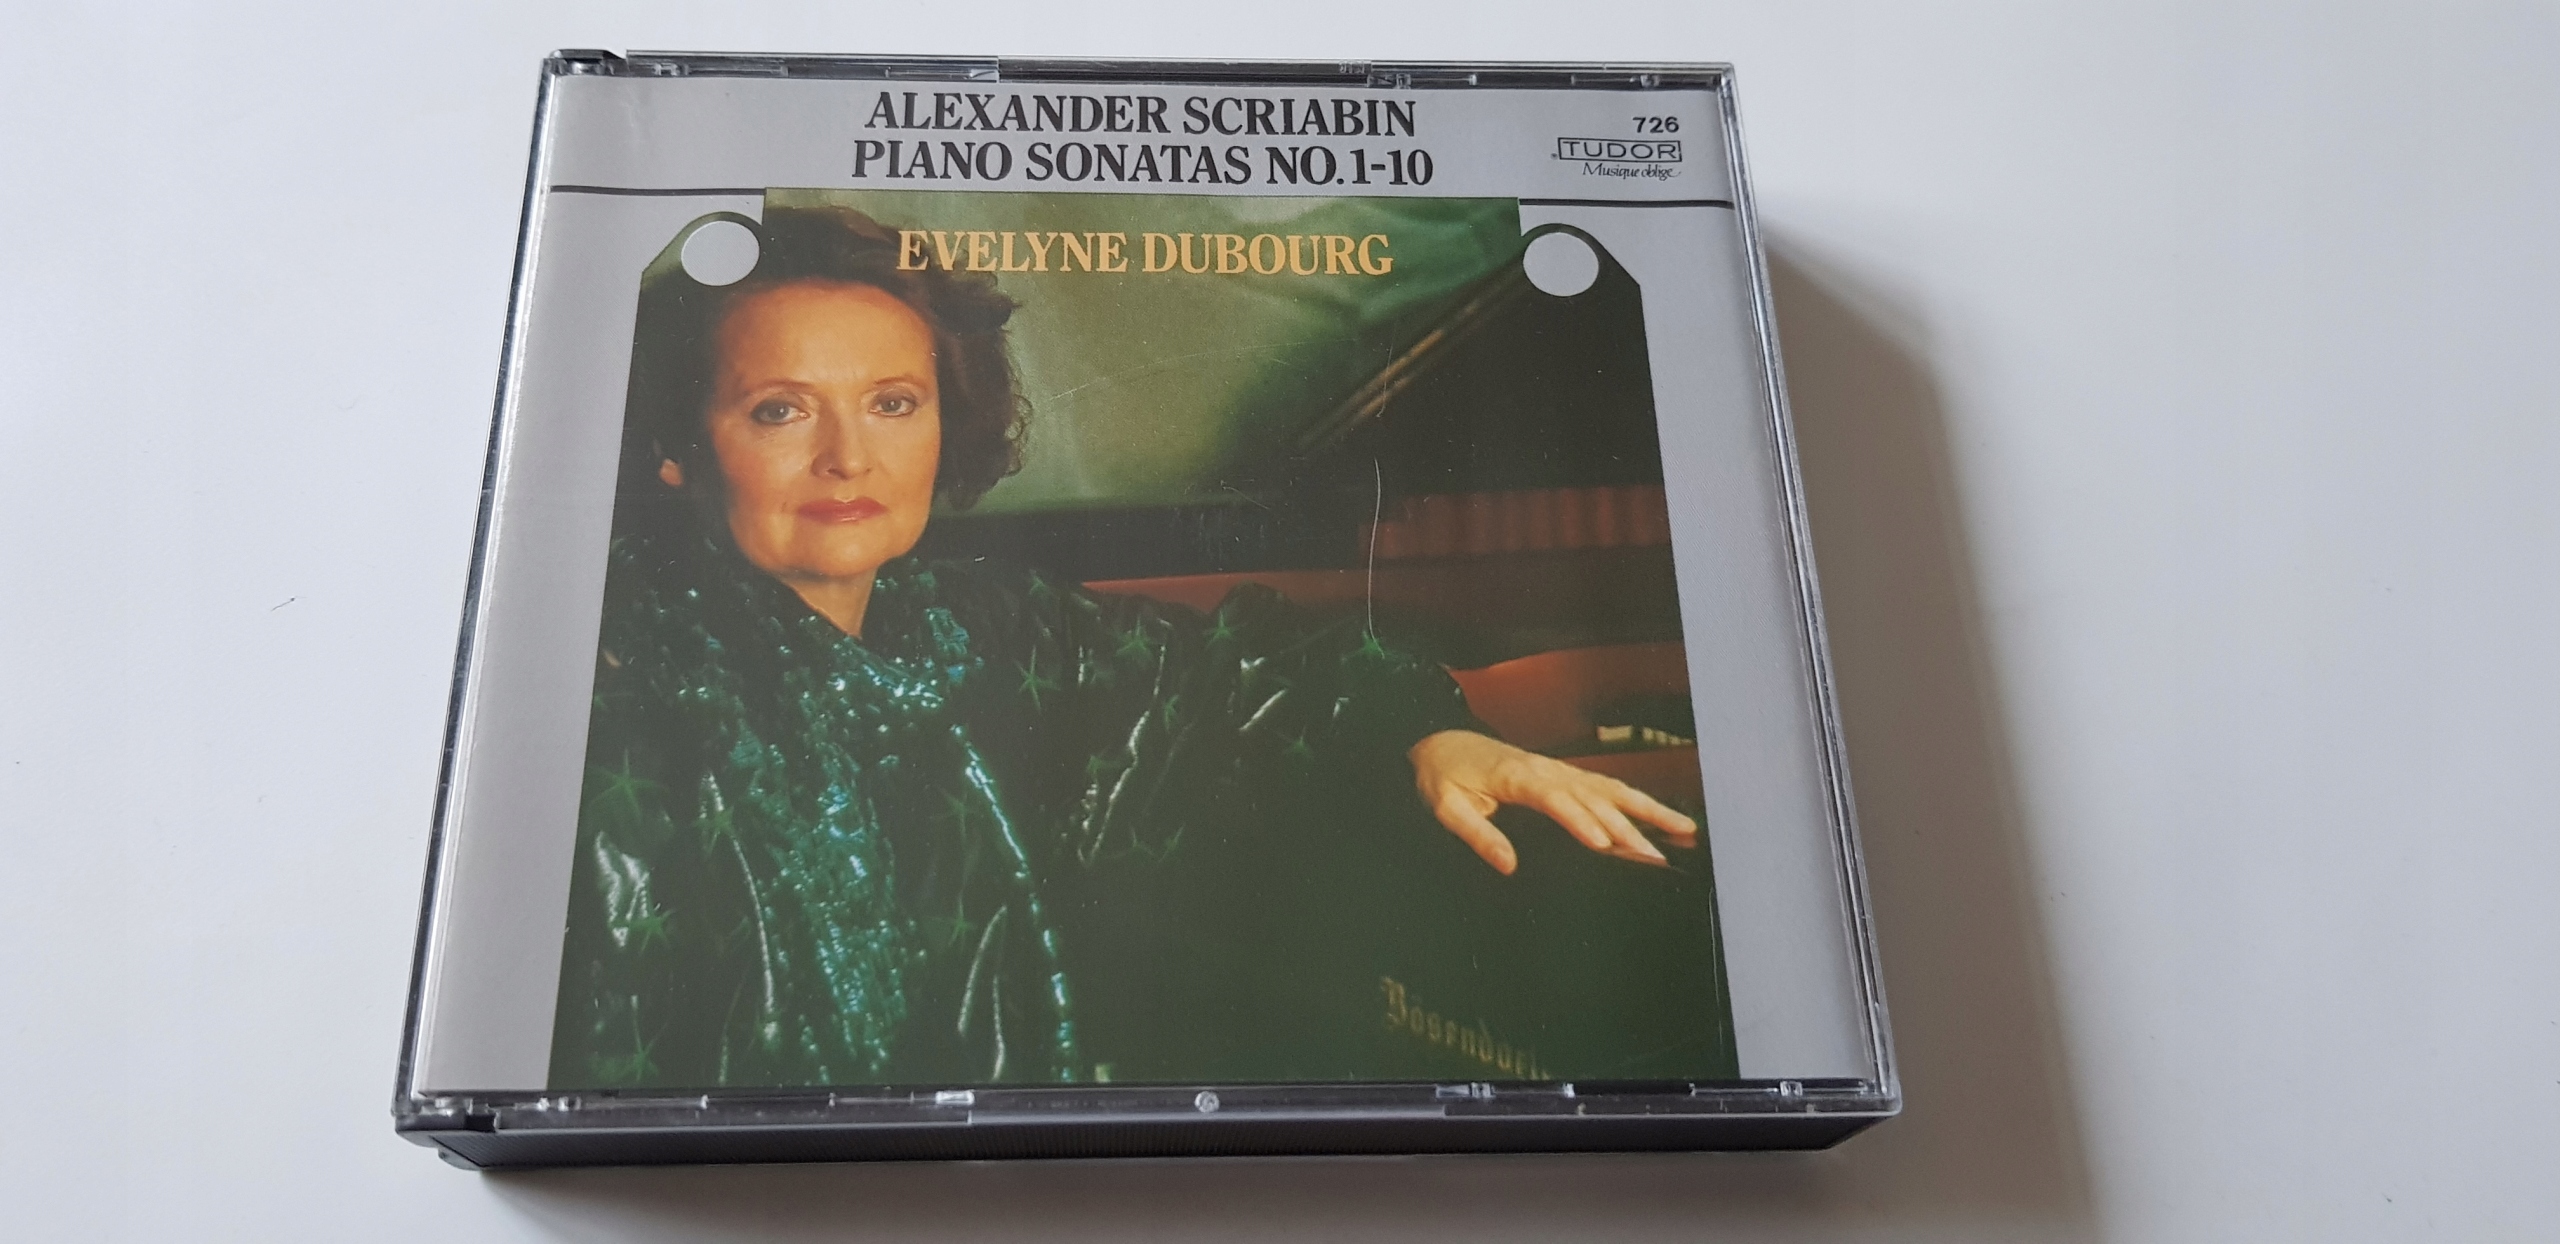 ALEXANDER SCRIABIN
PIANO SONATAS NO.1-10
726
TUDOR
Musique oblige
EVELYNE DUBOURG